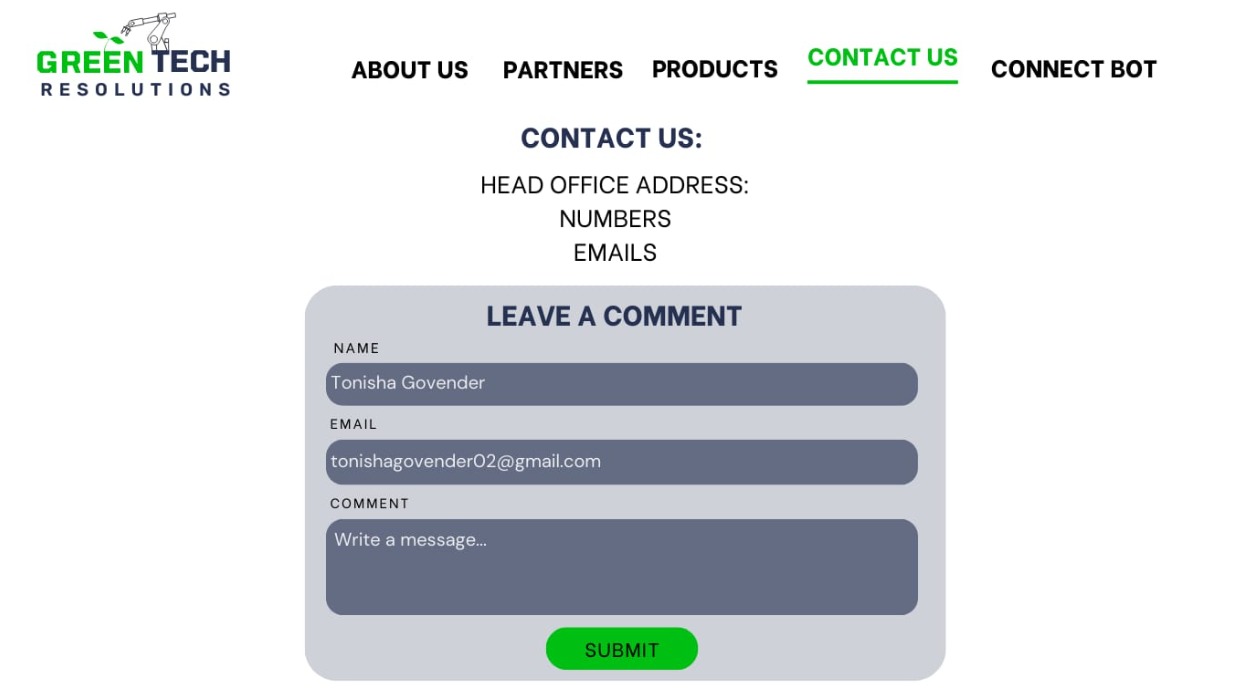 GREEN TECH
RESOLUTIONS
ABOUT US PARTNERS PRODUCTS CONTACT US CONNECT BOT
CONTACT US:
HEAD OFFICE ADDRESS:
NUMBERS
EMAILS
LEAVE A COMMENT
NAME
Tonisha Govender
EMAIL
tonishagovender02@gmail.com
COMMENT
Write a message...
SUBMIT